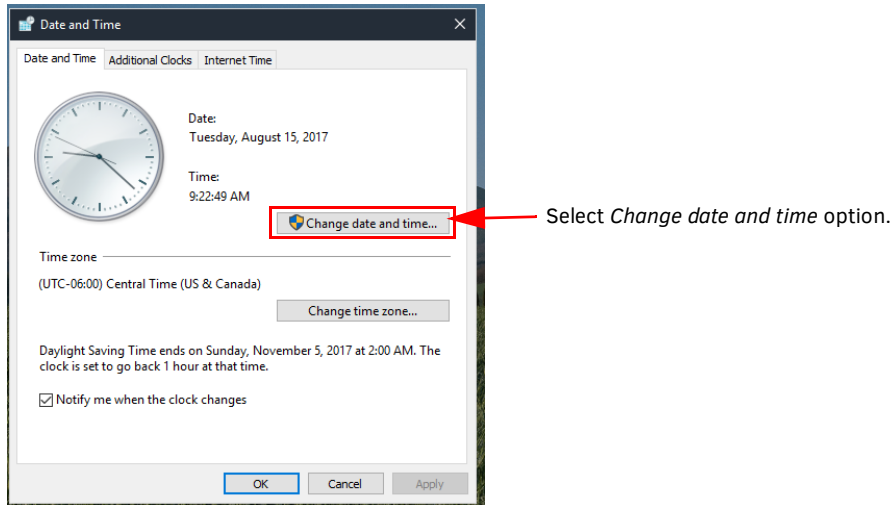 Date and Time
Date and Time Additional Clocks Internet Time
Date:
Tuesday, August 15, 2017
Time:
9:22:49 AM
Change date and time...
Select Change date and time option.
Time zone
(UTC-06:00) Central Time (US & Canada)
Change time zone...
Daylight Saving Time ends on Sunday, November 5, 2017 at 2:00 AM. The
clock is set to go back 1 hour at that time.
Notify me when the clock changes
OK Cancel Apply